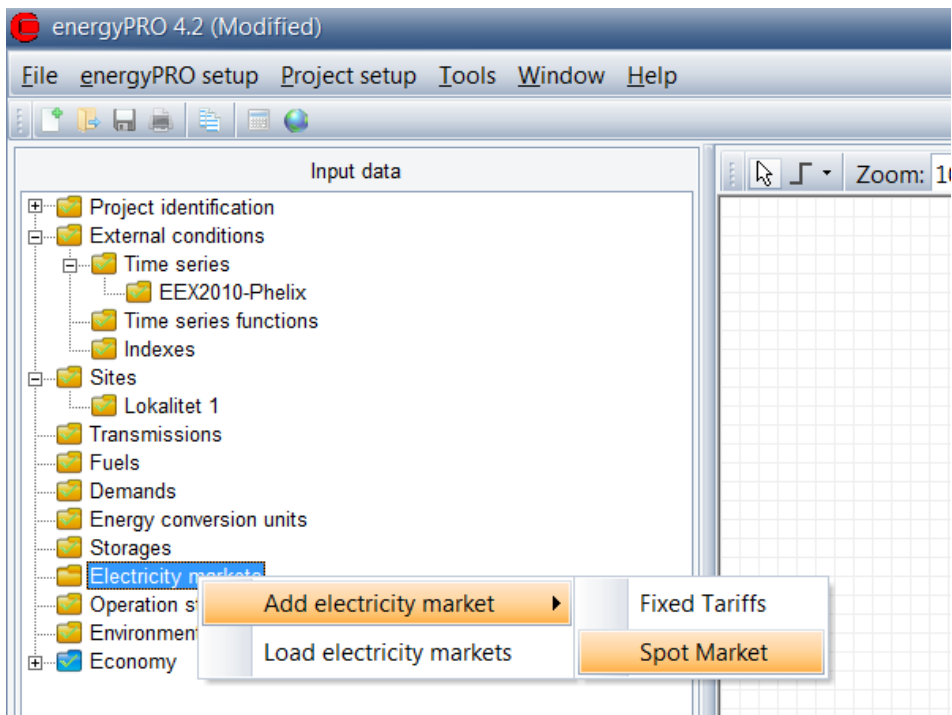 energyPRO 4.2 (Modified)
File energyPRO setup Project setup Tools Window Help
Input data
Zoom:
Project identification
External conditions
Time series
EEX2010-Phelix
Time series functions
Indexes
Sites
Lokalitet 1
Transmissions
Fuels
Demands
Energy conversion units
Storages
Electricity markets
Operation
Environment
Economy
Add electricity market
Load electricity markets
Fixed Tariffs
Spot Market